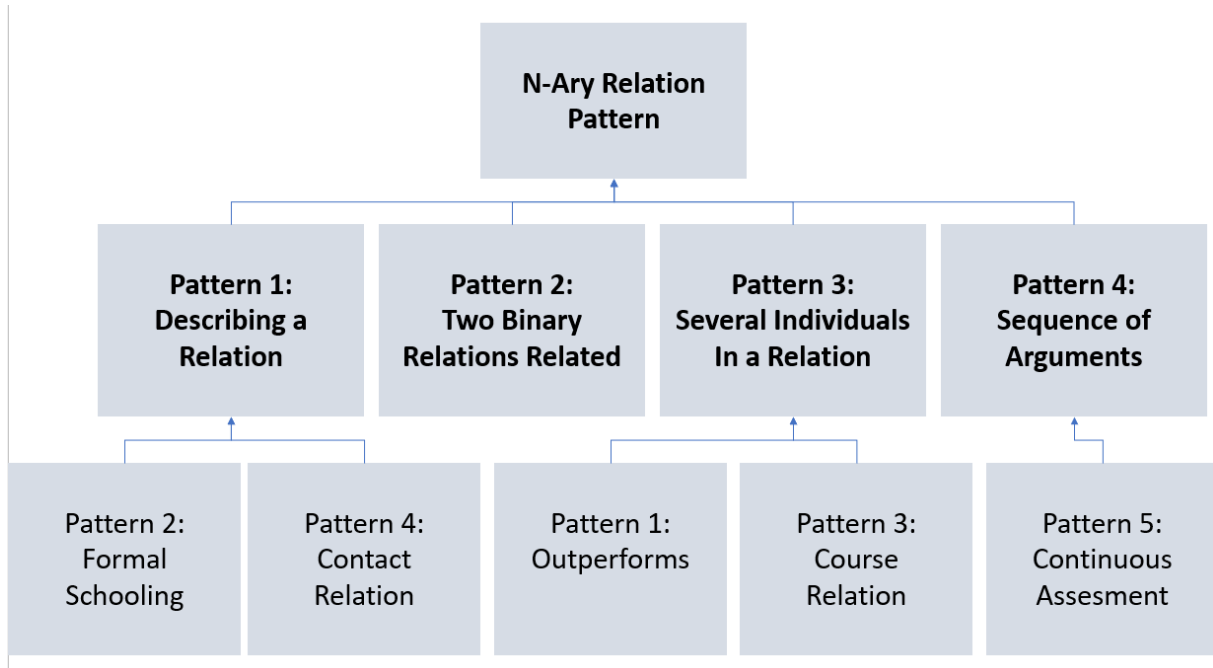 N-Ary Relation
Pattern
Pattern 1:
Describing a
Relation
Pattern 2:
Two Binary
Relations Related
Pattern 3:
Several Individuals
In a Relation
Pattern 4:
Sequence of
Arguments
Pattern 2:
Formal
Schooling
Pattern 4:
Contact
Relation
Pattern 1:
Outperforms
Pattern 3:
Course
Relation
Pattern 5:
Continuous
Assesment